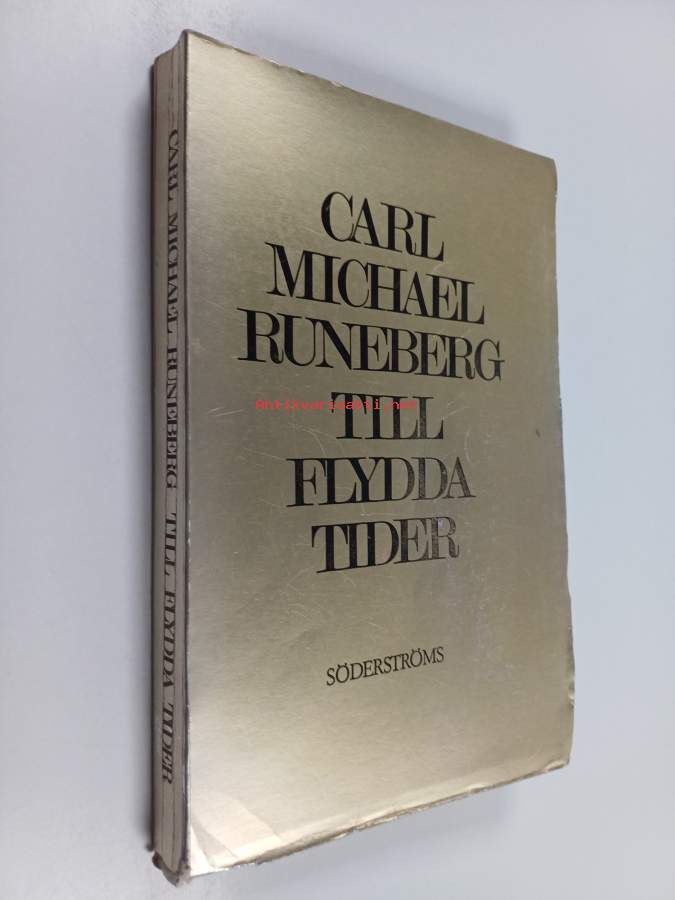 CARL
MICHAEL
RUNEBERG
TILL
FLYDDA
TIDER
SÖDERSTRÖMS
CARL MICHAEL RUNEBERG TILL FLYDDA TIDER
Antikvariaatti.net